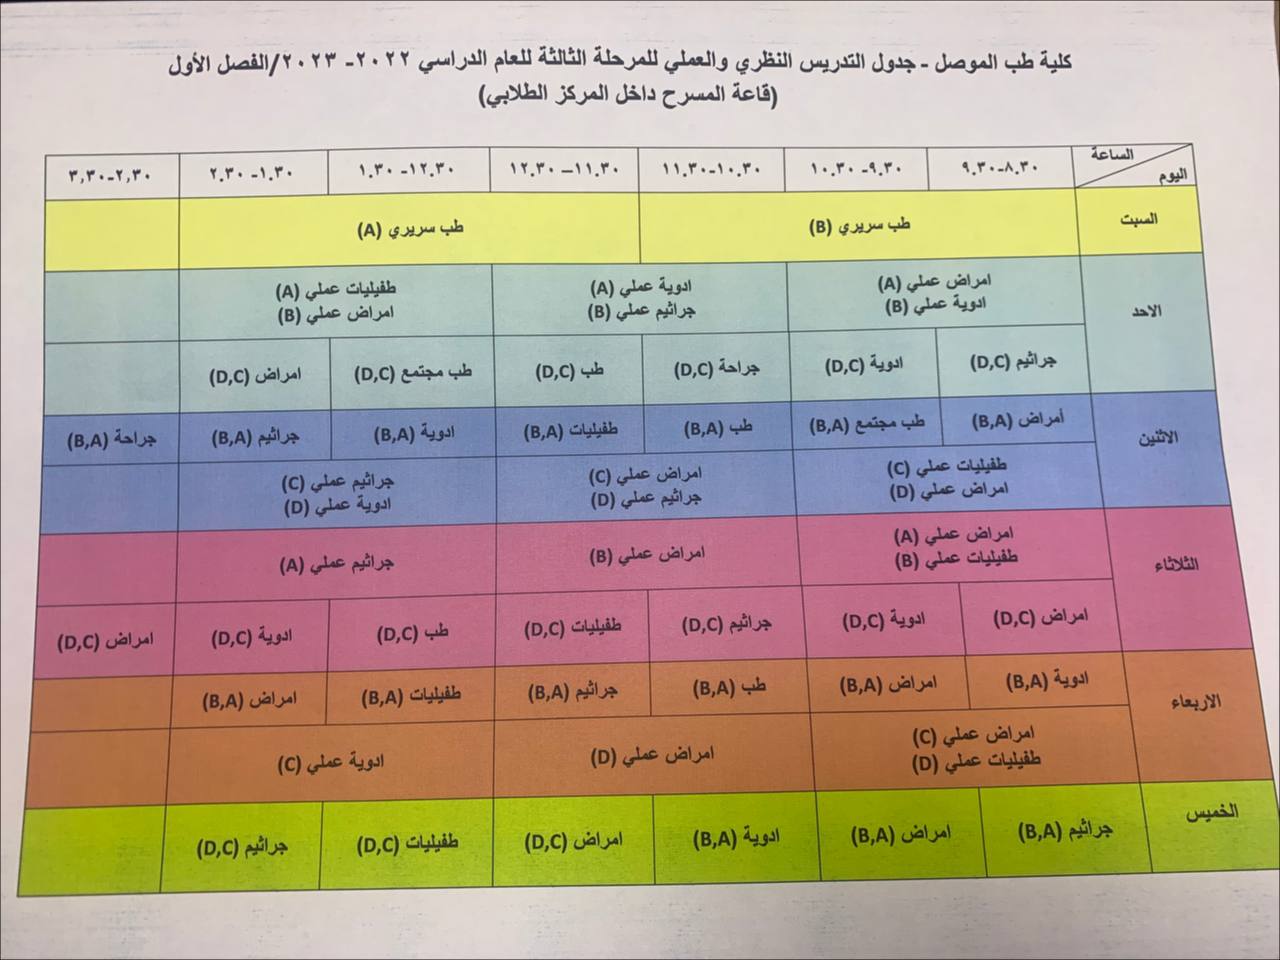 كلية طب الموصل - جدول التدريس النظري والعملي للمرحلة الثالثة للعام الدراسي ٢٠٢٢- ٢٠٢٣/الفصل الأول
(قاعة المسرح داخل المركز الطلابي)
الساعة
اليوم
٨.٣٠-٩.٣٠
٩.٣٠- ١٠.٣٠
١٠.٣٠-١١.٣٠
١١.٣٠– ١٢.٣٠
١٢.٣٠- ١.٣٠
١.٣٠- ٢.٣٠
٢,٣٠-٣,٣٠
السبت
طب سريري (B)
طب سريري (A)
الاحد
امراض عملي (A)
ادوية عملي (B)
ادوية عملي (A)
جراثيم عملي (B)
طفيليات عملي (A)
امراض عملي (B)
جراثيم (D,C)
ادوية (D,C)
جراحة (D,C)
طب (D,C)
طب مجتمع (D,C)
امراض (D,C)
الاثنين
أمراض (B,A)
طب مجتمع (B,A)
طب (B,A)
طفيليات (B,A)
ادوية (B,A)
جراثيم (B,A)
جراحة (B,A)
طفيليات عملي (C)
امراض عملي (D)
امراض عملي (C)
جراثيم عملي (D)
جراثيم عملي (C)
ادوية عملي (D)
الثلاثاء
امراض عملي (A)
طفيليات عملي (B)
امراض عملي (B)
جراثيم عملي (A)
امراض (D,C)
ادوية (D,C)
جراثيم (D,C)
طفيليات (D,C)
طب (D,C)
ادوية (D,C)
امراض (D,C)
الاربعاء
ادوية (B,A)
امراض (B,A)
طب (B,A)
جراثيم (B,A)
طفيليات (B,A)
امراض (B,A)
امراض عملي (C)
طفيليات عملي (D)
امراض عملي (D)
ادوية عملي (C)
الخميس
جراثيم (B,A)
امراض (B,A)
ادوية (B,A)
امراض (D,C)
طفيليات (D,C)
جراثيم (D,C)